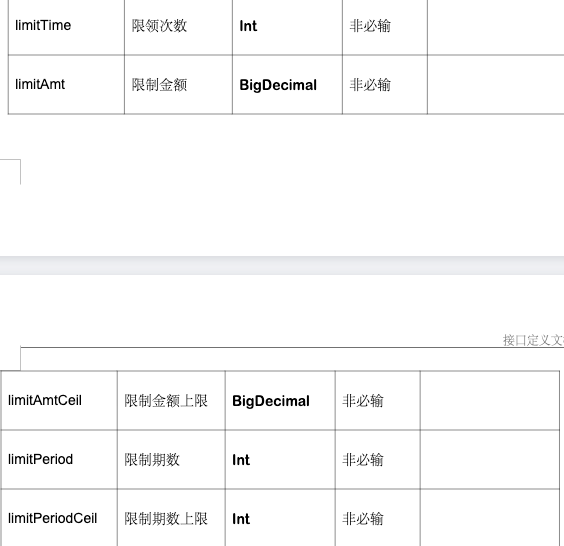 limitTime 限领次数 Int 非必输
limitAmt 限制金额 BigDecimal 非必输
接口定义文
limitAmtCeil 限制金额上限 BigDecimal 非必输
limitPeriod 限制期数 Int 非必输
limitPeriodCeil 限制期数上限 Int 非必输